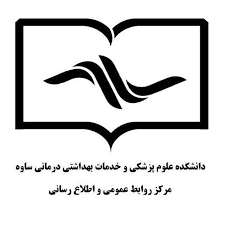 دانشکده علوم پزشکی و خدمات بهداشتی درمانی ساوه
مرکز روابط عمومی و اطلاع رسانی